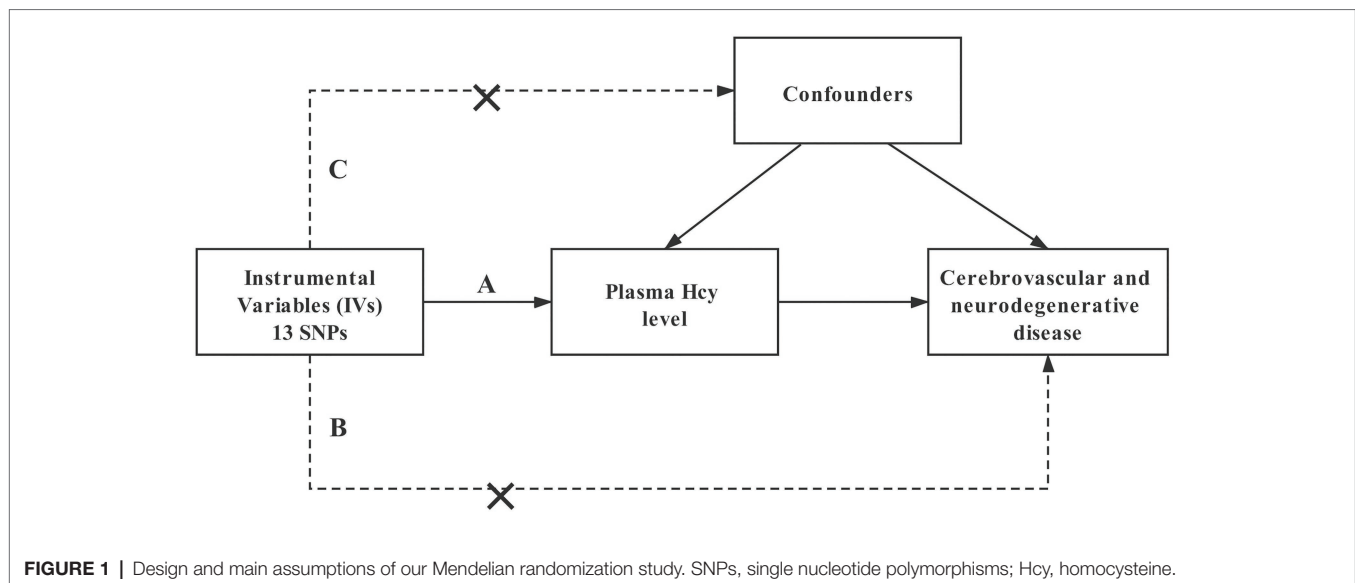 Confounders
C
Instrumental
Variables (IVs)
13 SNPs
A
Plasma Hcy
level
Cerebrovascular and
neurodegenerative
disease
B
FIGURE 1 | Design and main assumptions of our Mendelian randomization study. SNPs, single nucleotide polymorphisms; Hcy, homocysteine.